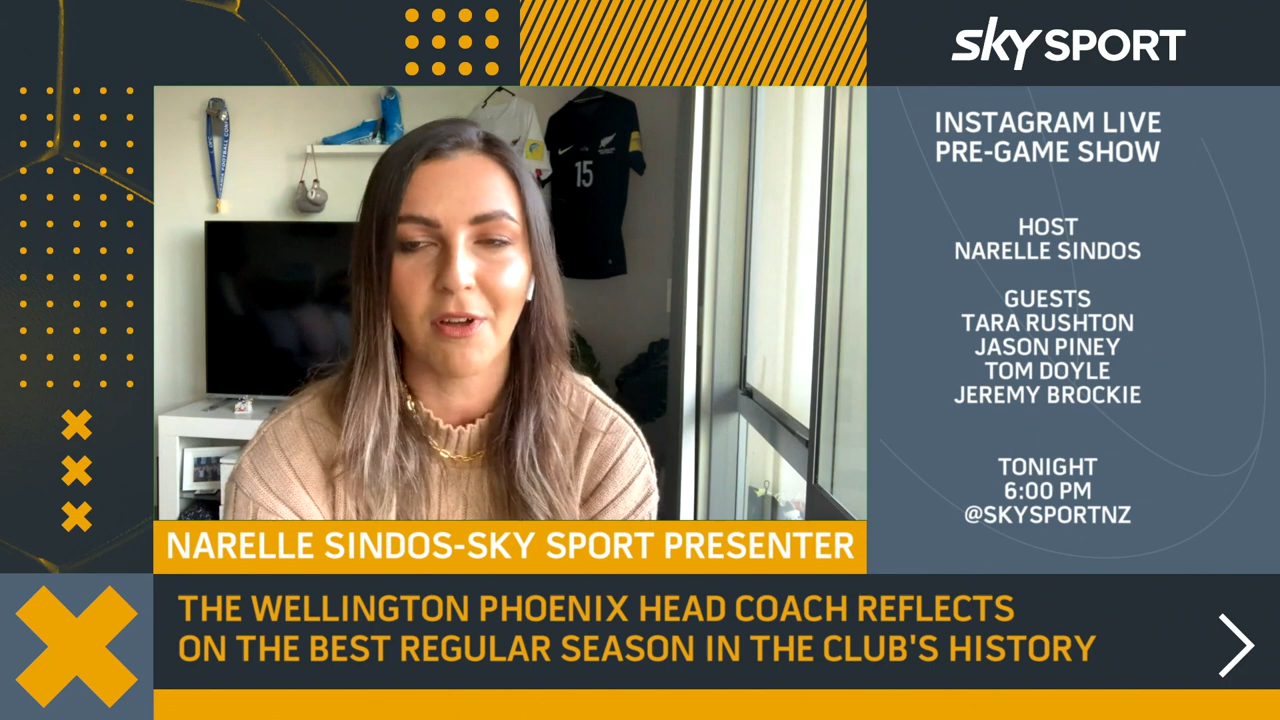 sky SPORT
INSTAGRAM LIVE
PRE-GAME SHOW
HOST
NARELLE SINDOS
GUESTS
TARA RUSHTON
JASON PINEY
TOM DOYLE
JEREMY BROCKIE
TONIGHT
6:00 PM
@SKYSPORTNZ
15
NARELLE SINDOS-SKY SPORT PRESENTER
THE WELLINGTON PHOENIX HEAD COACH REFLECTS
ON THE BEST REGULAR SEASON IN THE CLUB'S HISTORY